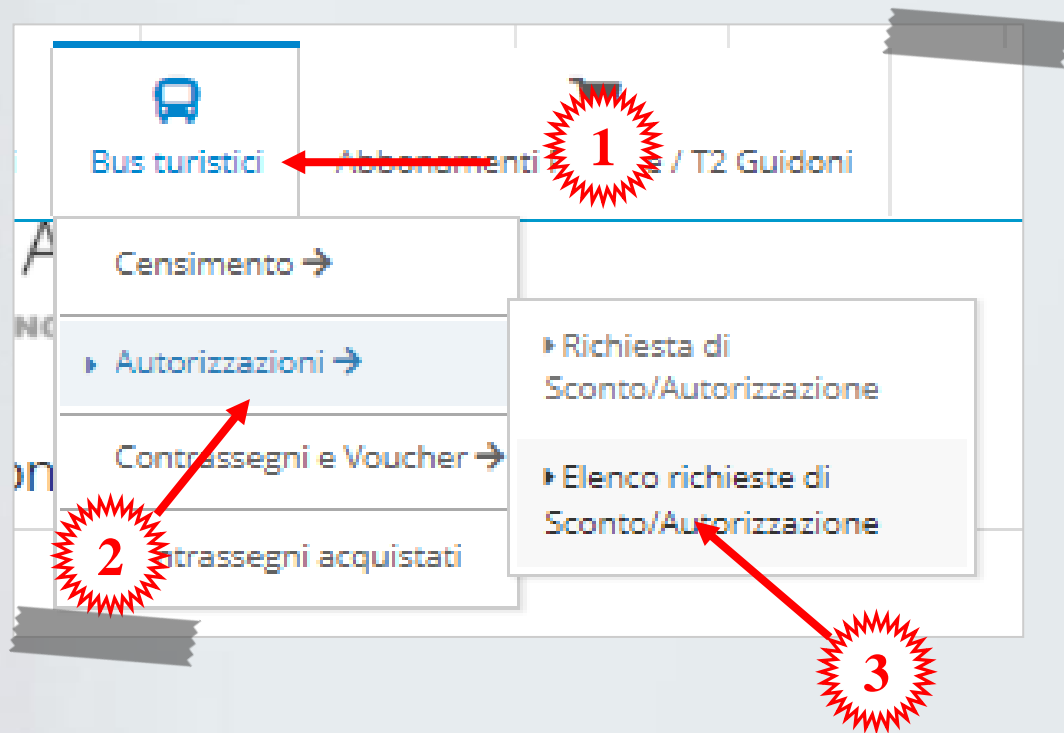 Bus turistici
Abbonamenti / T2 Guidoni
1
A
Censimento →
Autorizzazioni →
Richiesta di
Sconto/Autorizzazione
Contrassegni e Voucher →
Elenco richieste di
Sconto/Autorizzazione
2
acquistati
3